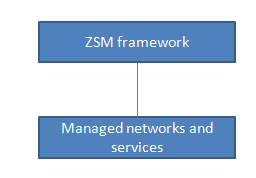 ZSM framework
Managed networks and
services